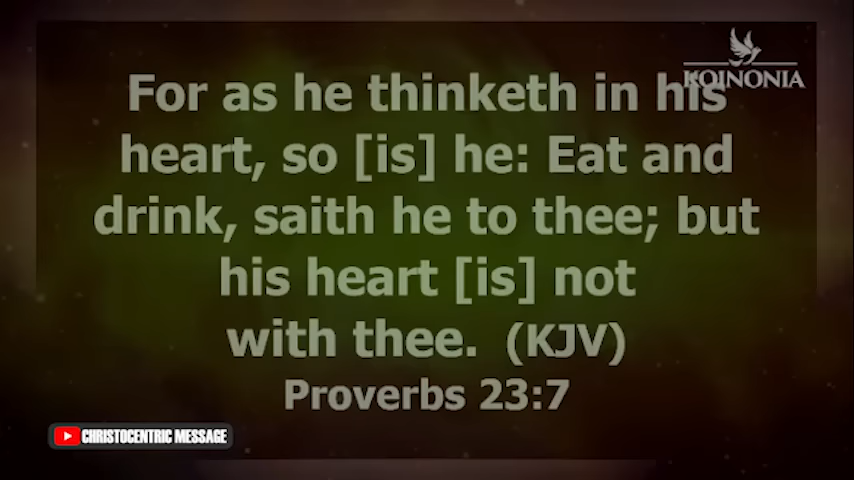 KOINONIA
For as he thinketh in his
heart, so [is] he: Eat and
drink, saith he to thee; but
his heart [is] not
with thee. (KJV)
Proverbs 23:7
CHRISTOCENTRIC MESSAGE